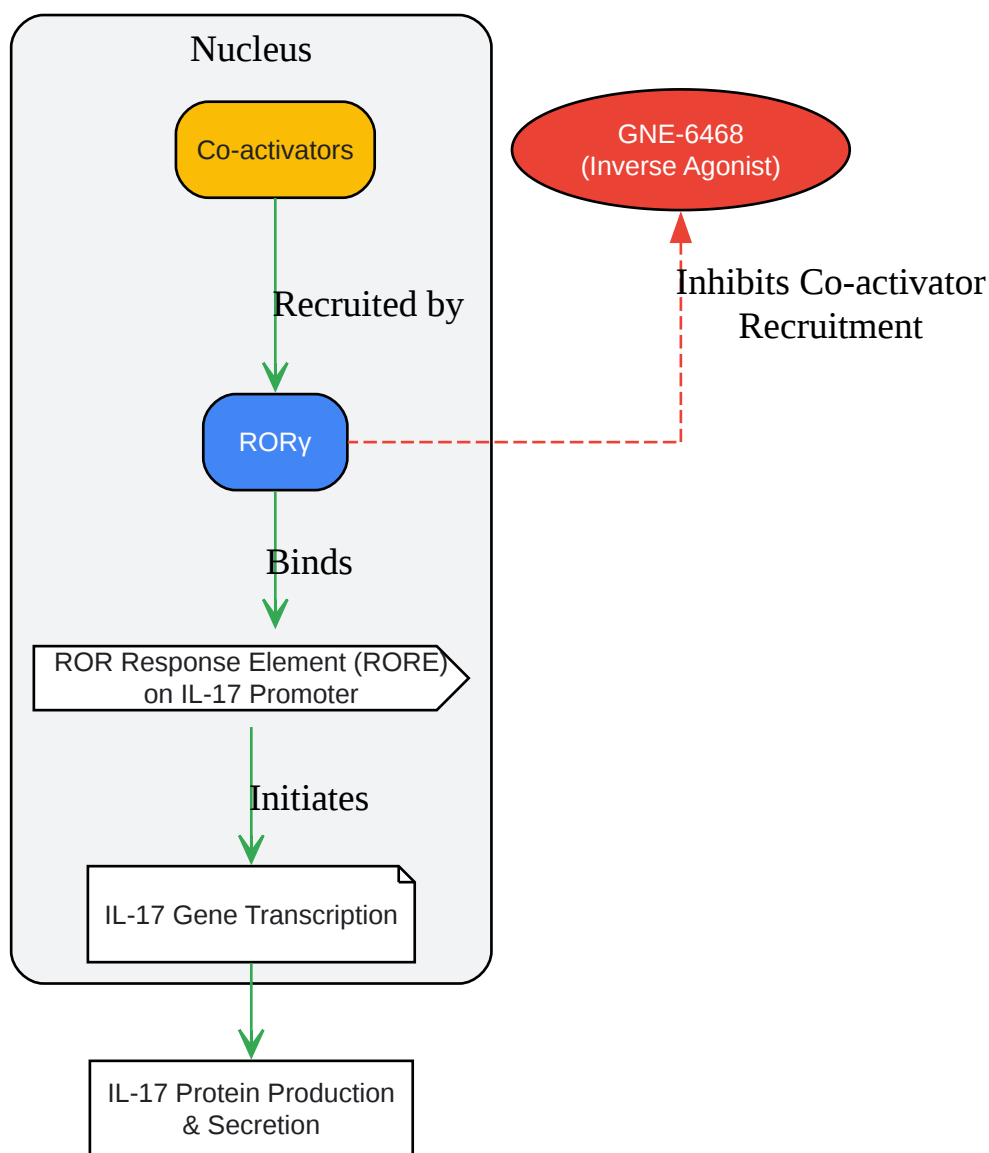 Nucleus
Co-activators
GNE-6468
(Inverse Agonist)
Inhibits Co-activator
Recruitment
Recruited by
RORγ
Binds
ROR Response Element (RORE)
on IL-17 Promoter
Initiates
IL-17 Gene Transcription
IL-17 Protein Production
& Secretion